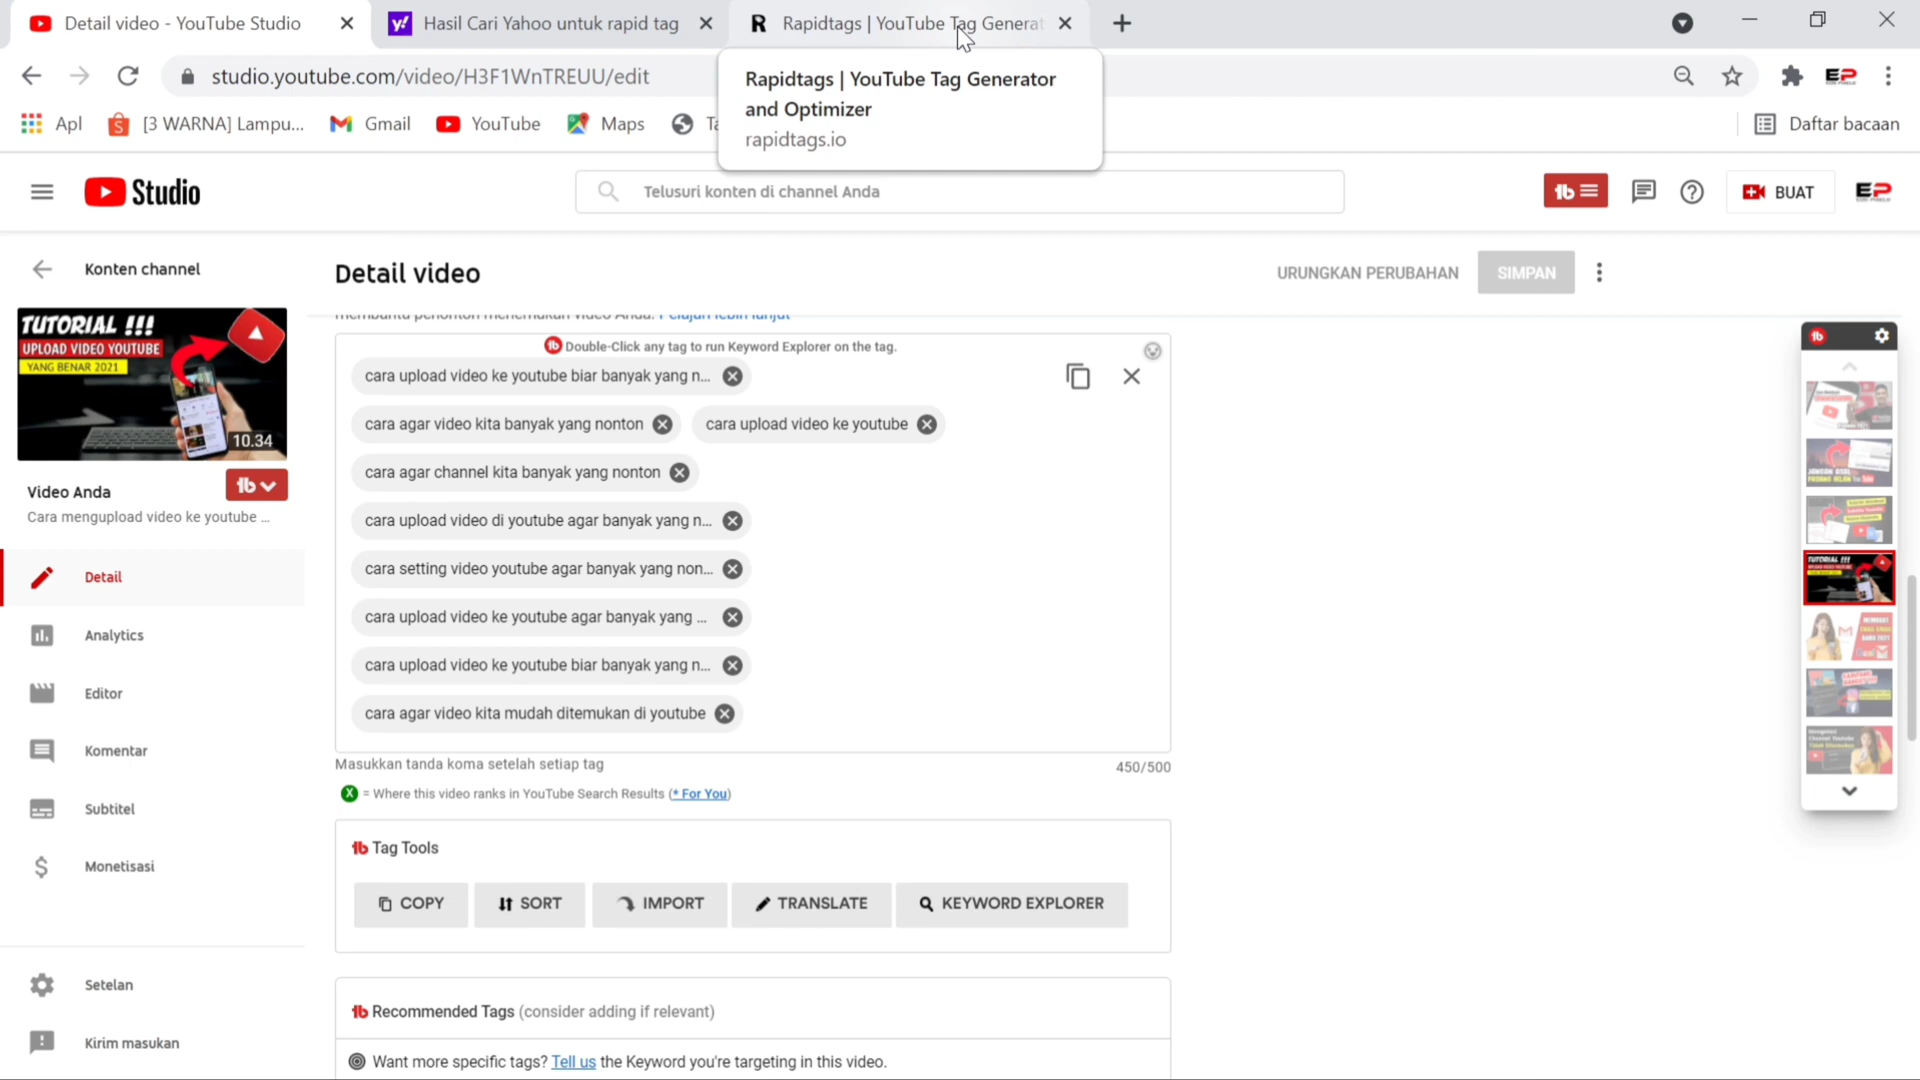 Detail video - YouTube Studio
Hasil Cari Yahoo untuk rapid tag
Rapidtags | YouTube Tag Generat
studio.youtube.com/video/H3F1WnTREUU/edit
Rapidtags | YouTube Tag Generator
and Optimizer
rapidtags.io
Apl
[3 WARNA] Lampu...
Gmail
YouTube
Maps
Daftar bacaan
Studio
Telusuri konten di channel Anda
BUAT
EP
Konten channel
Detail video
URUNGKAN PERUBAHAN
SIMPAN
membantu penonton menemukan video Anda. Pelajari lebih lanjut
TUTORIAL !!!
UPLOAD VIDEO YOUTUBE
YANG BENAR 2021
10.34
Video Anda
Cara mengupload video ke youtube ...
Detail
Analytics
Editor
Komentar
Subtitel
Monetisasi
Setelan
Kirim masukan
Double-Click any tag to run Keyword Explorer on the tag.
cara upload video ke youtube biar banyak yang n...
cara agar video kita banyak yang nonton
cara upload video ke youtube
cara agar channel kita banyak yang nonton
cara upload video di youtube agar banyak yang n...
cara setting video youtube agar banyak yang non...
cara upload video ke youtube agar banyak yang ...
cara upload video ke youtube biar banyak yang n...
cara agar video kita mudah ditemukan di youtube
Masukkan tanda koma setelah setiap tag
450/500
X = Where this video ranks in YouTube Search Results (* For You)
Tag Tools
COPY
SORT
IMPORT
TRANSLATE
KEYWORD EXPLORER
Recommended Tags (consider adding if relevant)
Want more specific tags? Tell us the Keyword you're targeting in this video.